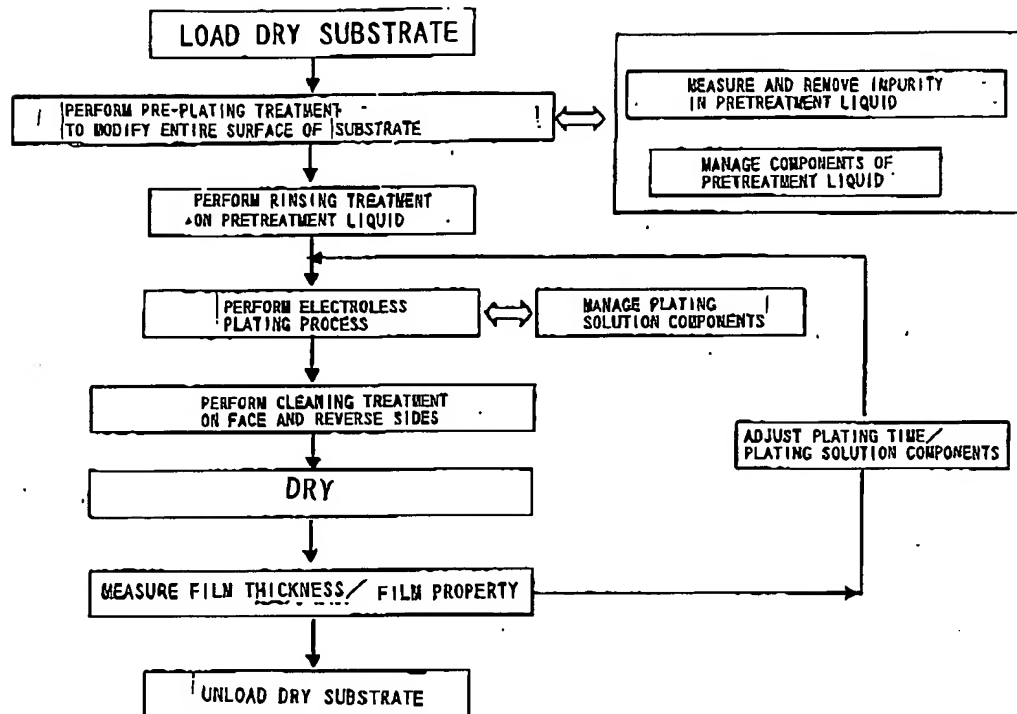 LOAD DRY SUBSTRATE
PERFORM PRE-PLATING TREATMENT
TO MODIFY ENTIRE SURFACE OF SUBSTRATE
MEASURE AND REMOVE IMPURITY
IN PRETREATMENT LIQUID
MANAGE COMPONENTS OF
PRETREATMENT LIQUID
PERFORM RINSING TREATMENT
ON PRETREATMENT LIQUID
PERFORM ELECTROLESS
PLATING PROCESS
MANAGE PLATING
SOLUTION COMPONENTS
PERFORM CLEANING TREATMENT
ON FACE AND REVERSE SIDES
ADJUST PLATING TIME/
PLATING SOLUTION COMPONENTS
DRY
MEASURE FILM THICKNESS/ FILM PROPERTY
UNLOAD DRY SUBSTRATE